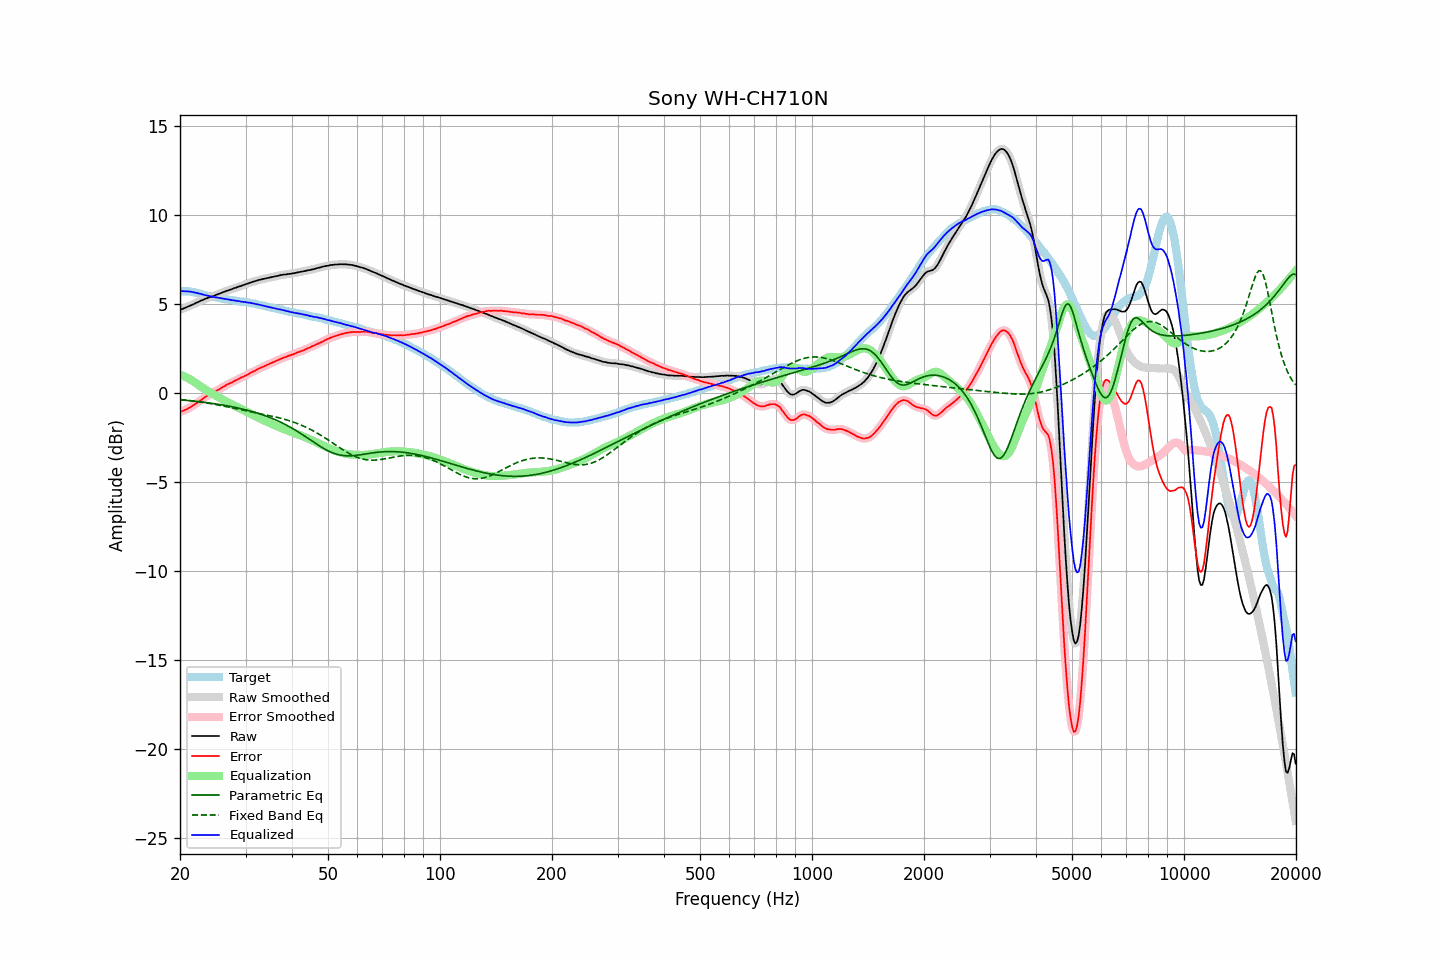 Sony WH-CH710N
Amplitude (dBr)
15
10
5
0
−5
−10
−15
−20
−25
Target
Raw Smoothed
Error Smoothed
Raw
Error
Equalization
Parametric Eq
Fixed Band Eq
Equalized
20 50 100 200 500 1000 2000 5000 10000 20000
Frequency (Hz)